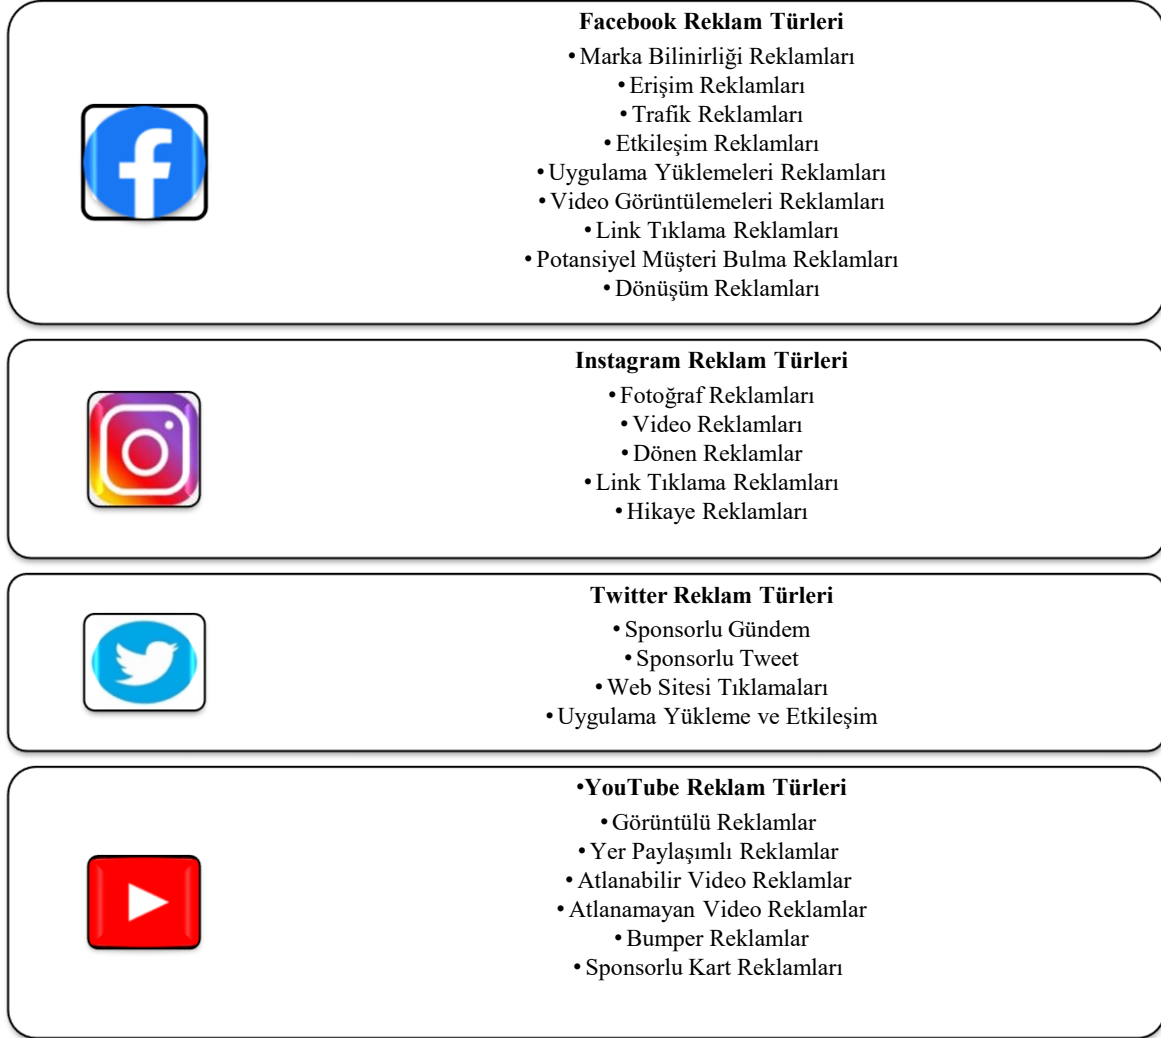 Facebook Reklam Türleri
•Marka Bilinirliği Reklamları
•Erişim Reklamları
•Trafik Reklamları
•Etkileşim Reklamları
•Uygulama Yüklemeleri Reklamları
•Video Görüntülemeleri Reklamları
•Link Tıklama Reklamları
•Potansiyel Müşteri Bulma Reklamları
•Dönüşüm Reklamları
Instagram Reklam Türleri
•Fotoğraf Reklamları
•Video Reklamları
•Dönen Reklamlar
•Link Tıklama Reklamları
•Hikaye Reklamları
Twitter Reklam Türleri
•Sponsorlu Gündem
•Sponsorlu Tweet
•Web Sitesi Tıklamaları
•Uygulama Yükleme ve Etkileşim
•YouTube Reklam Türleri
•Görüntülü Reklamlar
•Yer Paylaşımlı Reklamlar
•Atlanabilir Video Reklamlar
•Atlanamayan Video Reklamlar
•Bumper Reklamlar
•Sponsorlu Kart Reklamları